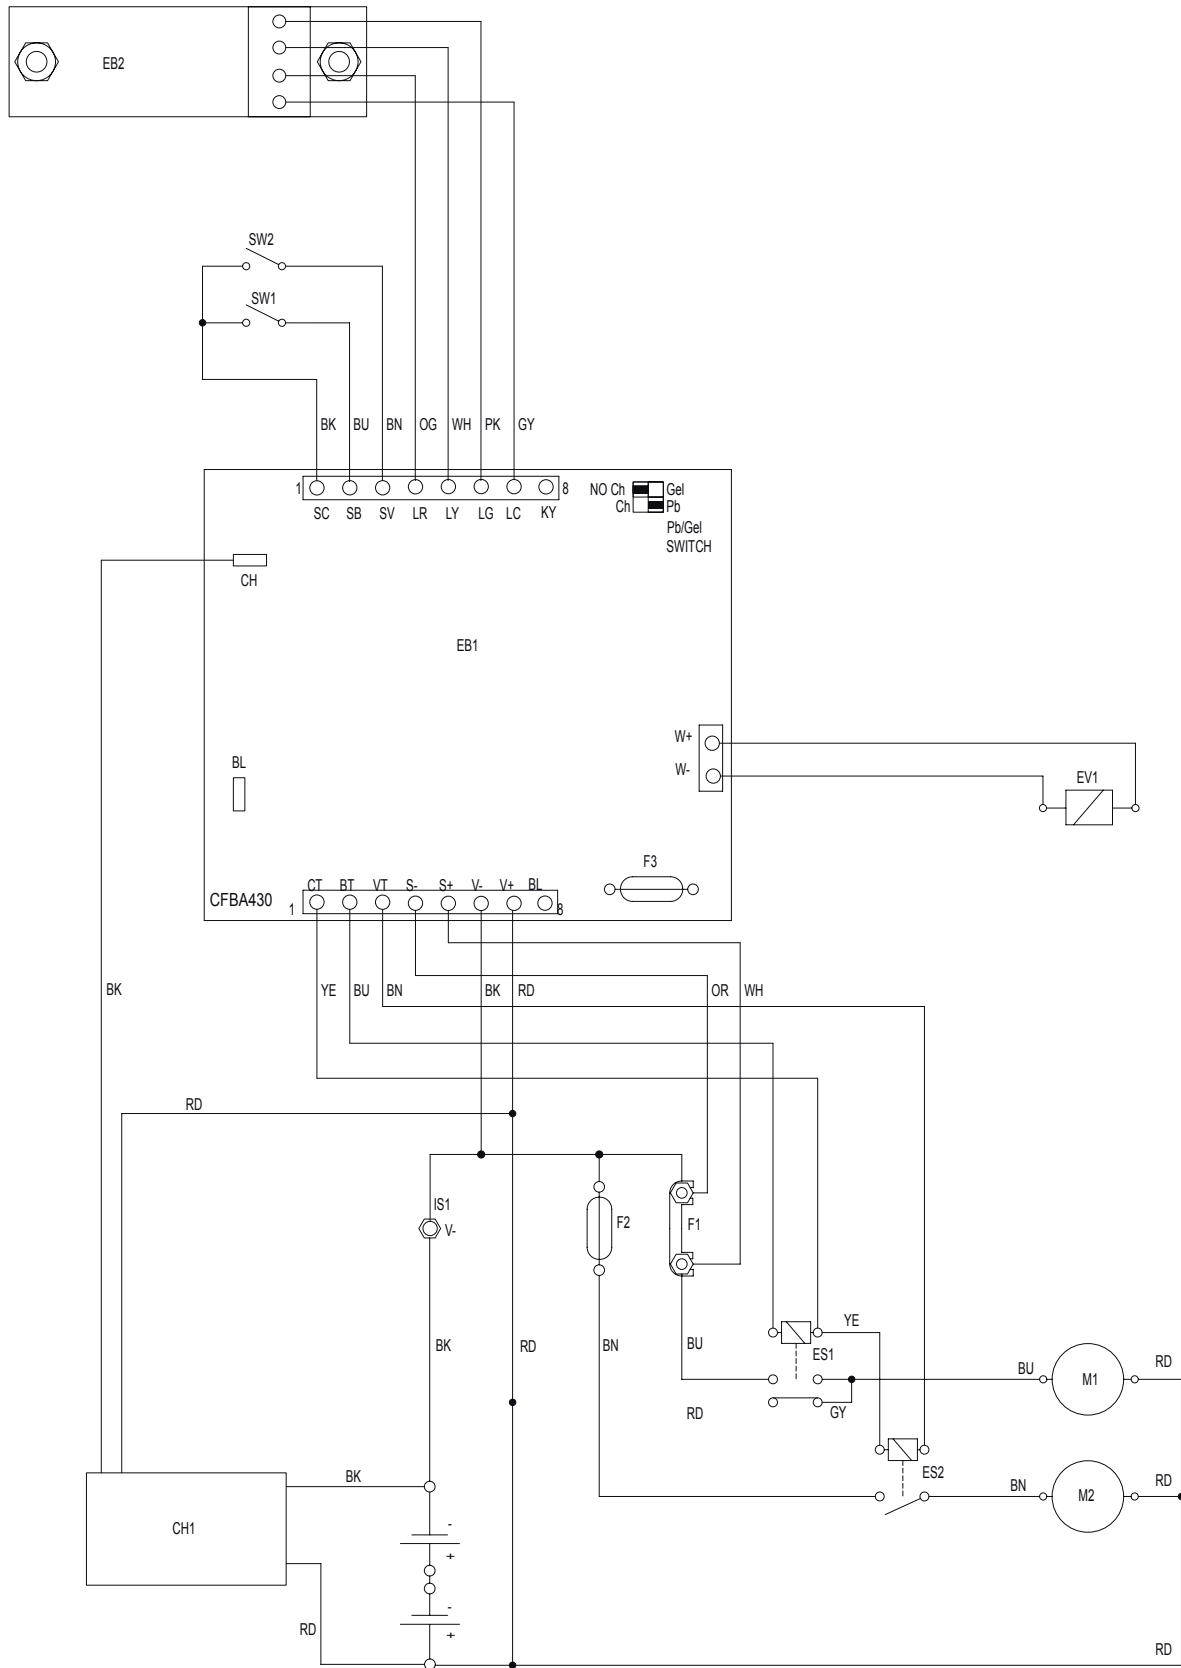 EB2
SW2
SW1
BK BU BN OG WH PK GY
1 8
SC SB SV LR LY LG LC KY
NO Ch Gel
Ch Pb
Pb/Gel
SWITCH
CH
EB1
W+
W-
EV1
BL
F3
CT BT VT S- S+ V- V+ BL
CFBA430
1 8
BK YE BU BN BK RD OR WH
RD
IS1
V-
F2
F1
YE
BK RD BN BU
ES1
BU M1 RD
RD GY
ES2
BK
BN M2 RD
CH1
-
+
-
+
RD
RD